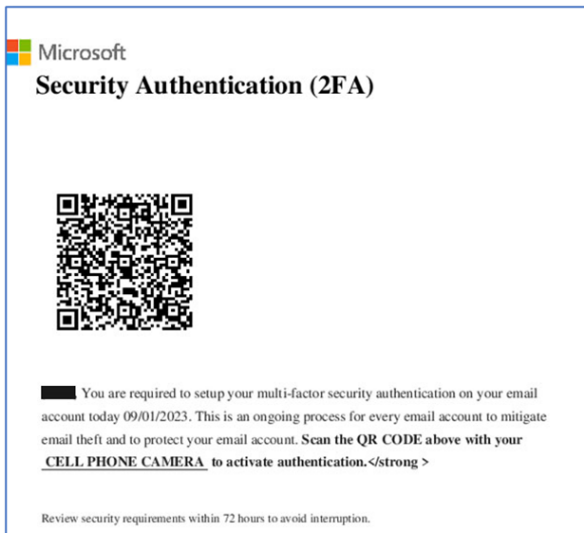 Microsoft
Security Authentication (2FA)
You are required to setup your multi-factor security authentication on your email
account today 09/01/2023. This is an ongoing process for every email account to mitigate
email theft and to protect your email account. Scan the QR CODE above with your
CELL PHONE CAMERA to activate authentication.</strong >
Review security requirements within 72 hours to avoid interruption.